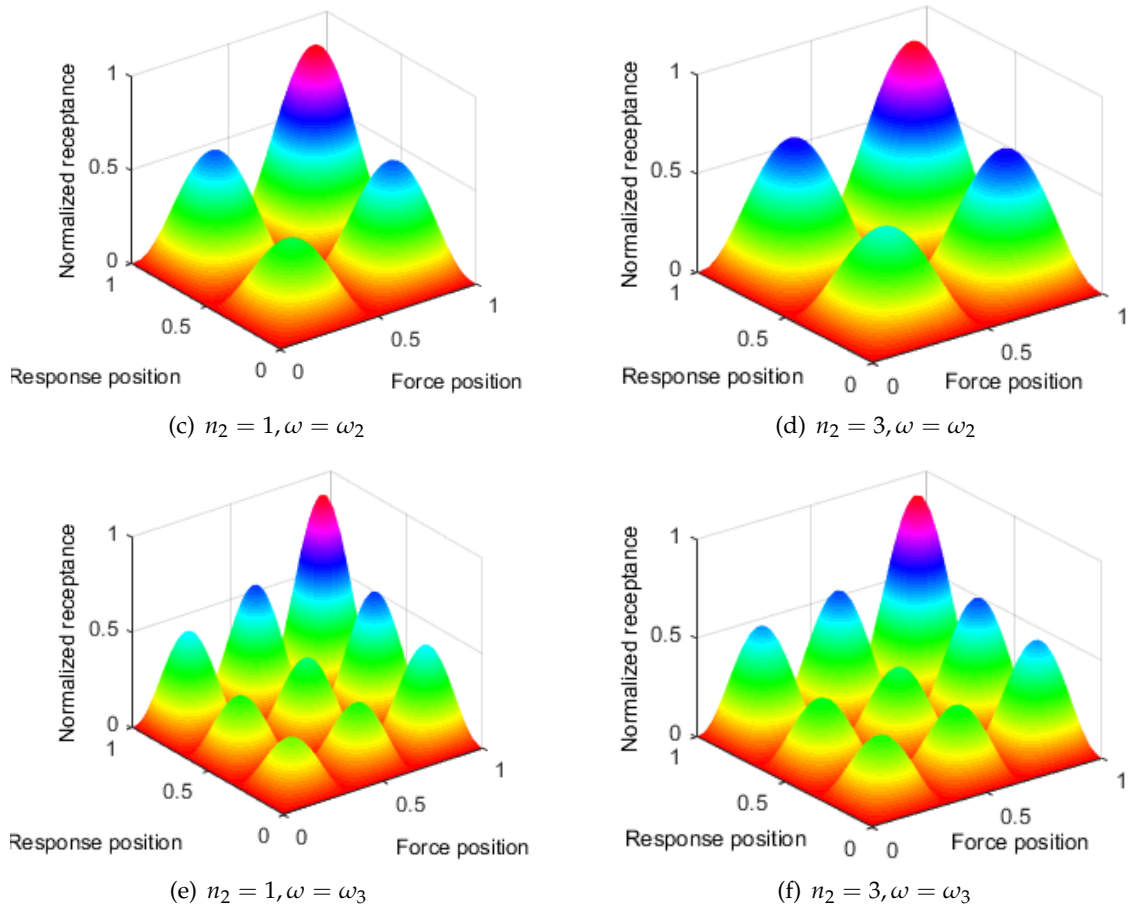 Normalized receptance
1
0.5
0
1
0.5
0
0
0.5
1
Response position
Force position
(c) n₂ = 1, ω = ω₂
Normalized receptance
1
0.5
0
1
0.5
0
0
0.5
1
Response position
Force position
(d) n₂ = 3, ω = ω₂
Normalized receptance
1
0.5
0
1
0.5
0
0
0.5
1
Response position
Force position
(e) n₂ = 1, ω = ω₃
Normalized receptance
1
0.5
0
1
0.5
0
0
0.5
1
Response position
Force position
(f) n₂ = 3, ω = ω₃